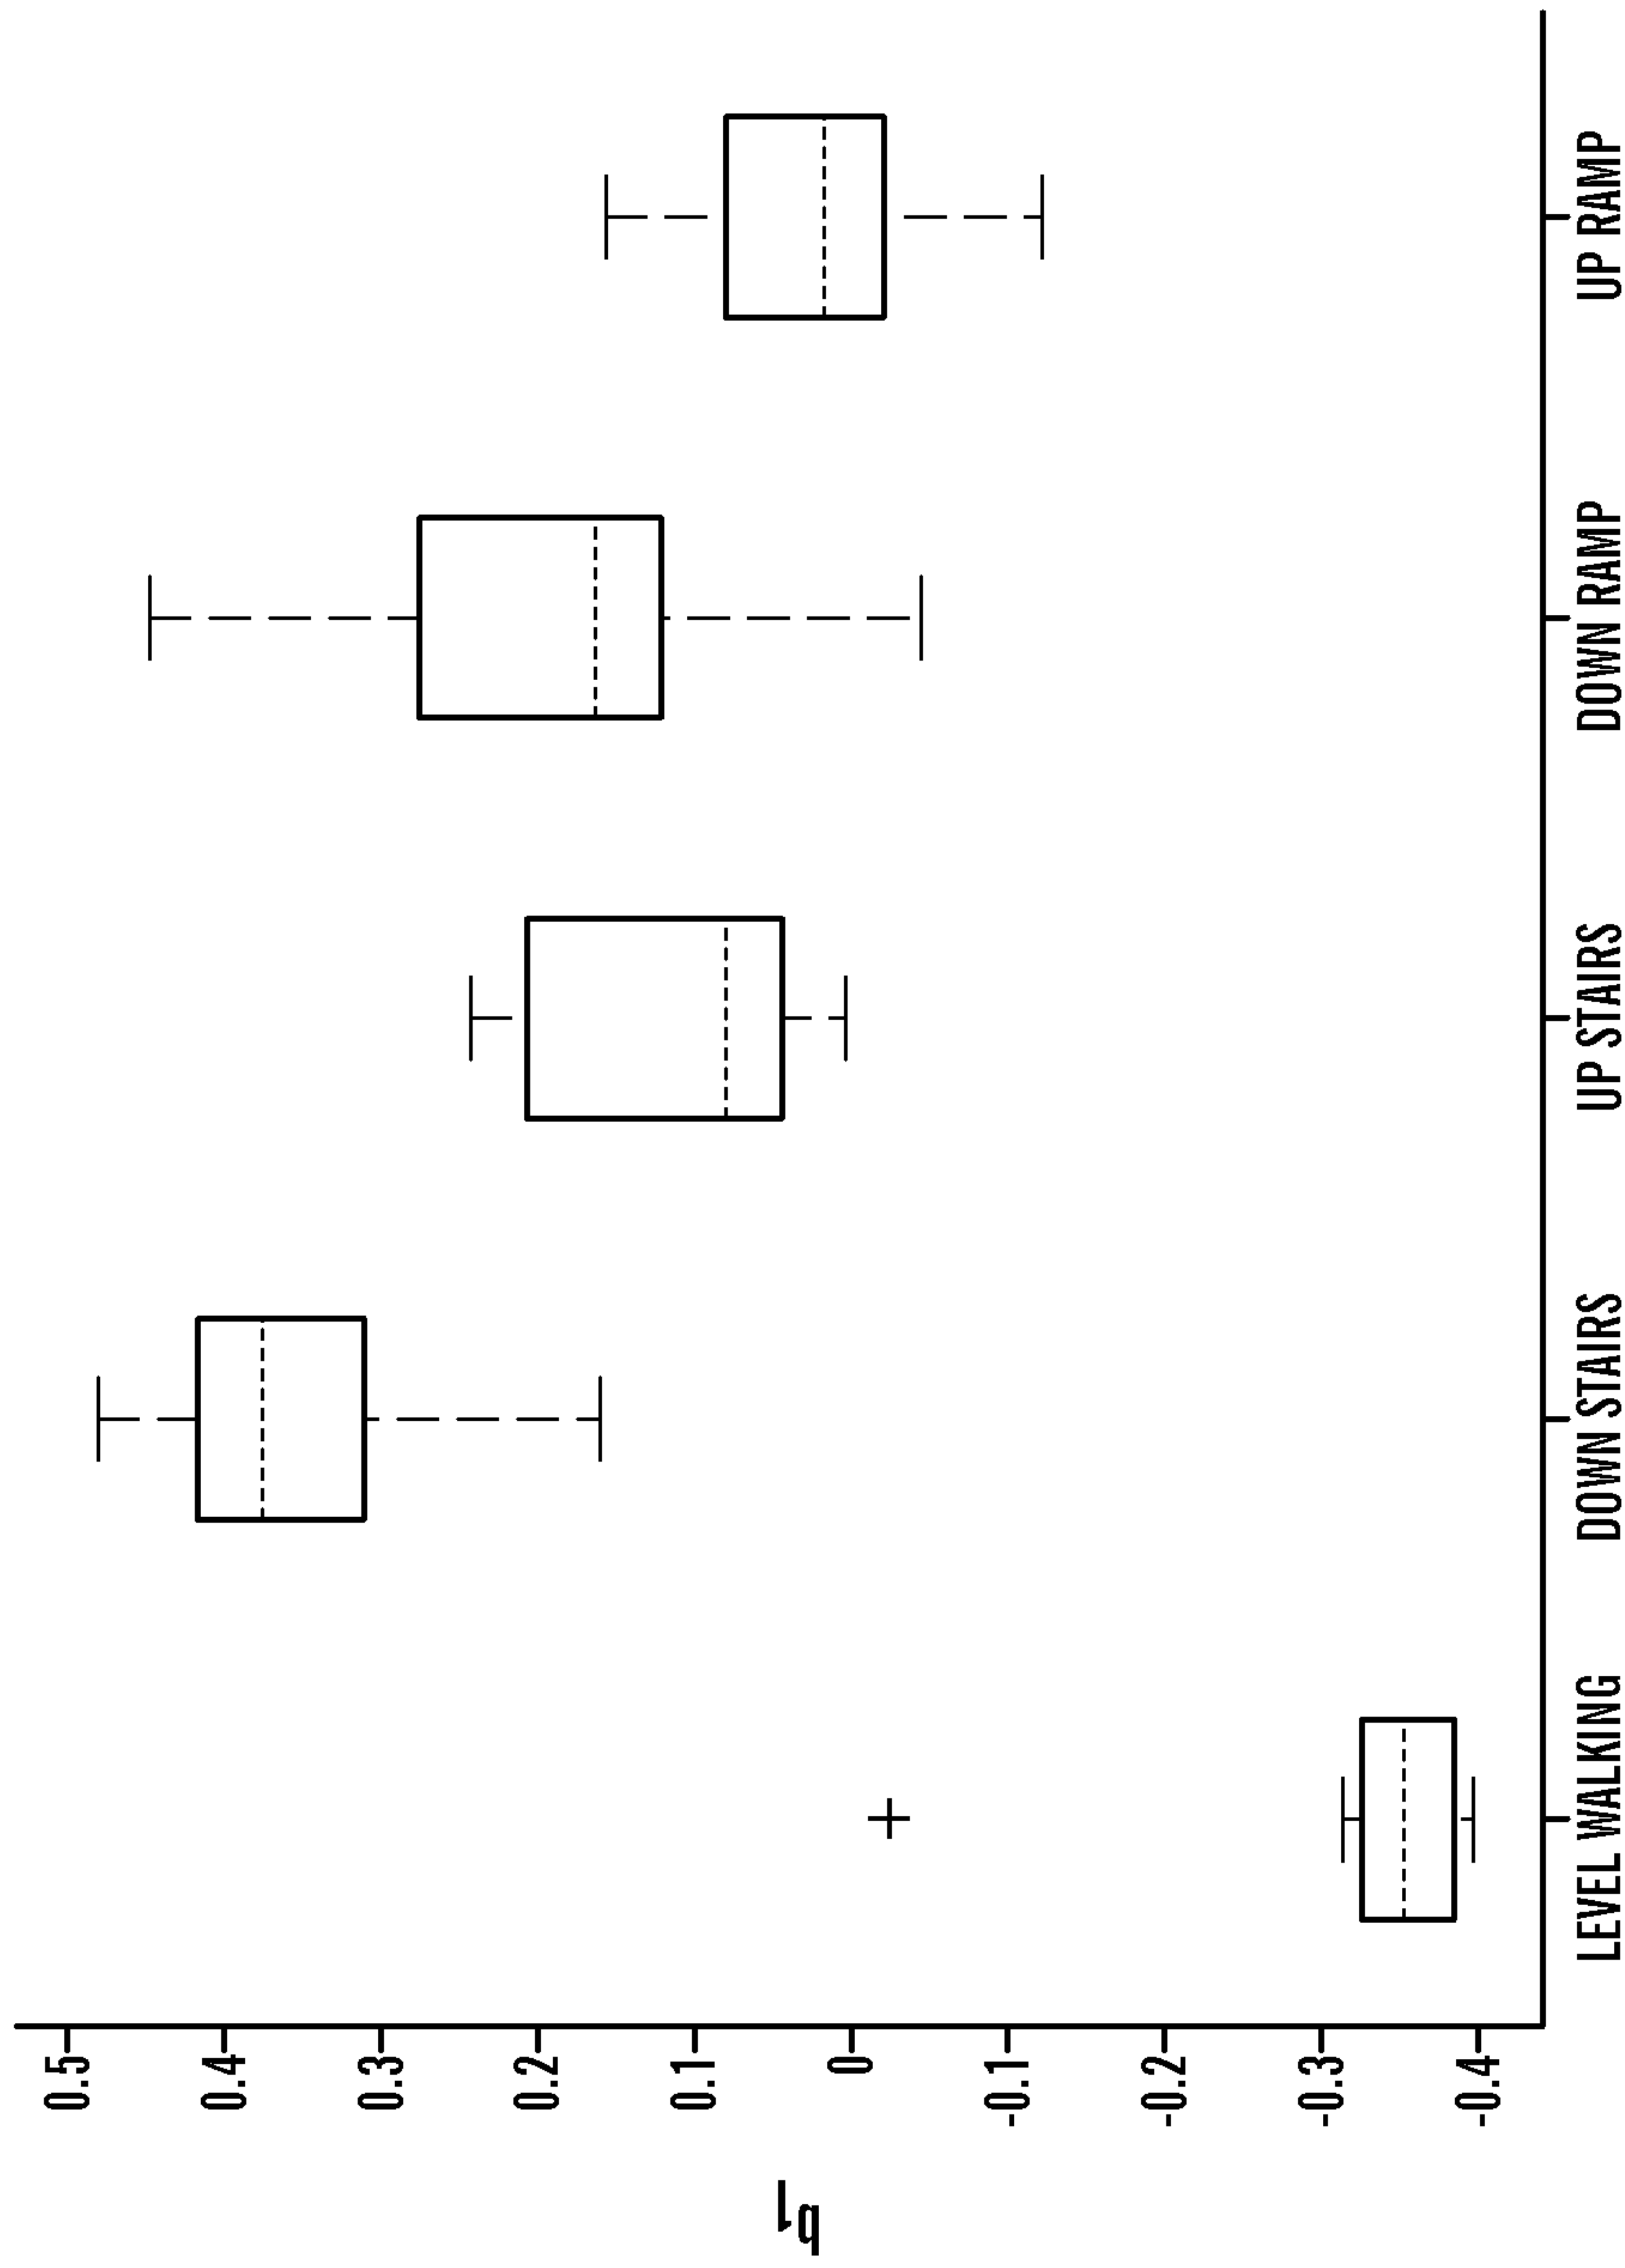 b1
0.5
0.4
0.3
0.2
0.1
0
-0.1
-0.2
-0.3
-0.4
LEVEL WALKING
DOWN STAIRS
UP STAIRS
DOWN RAMP
UP RAMP